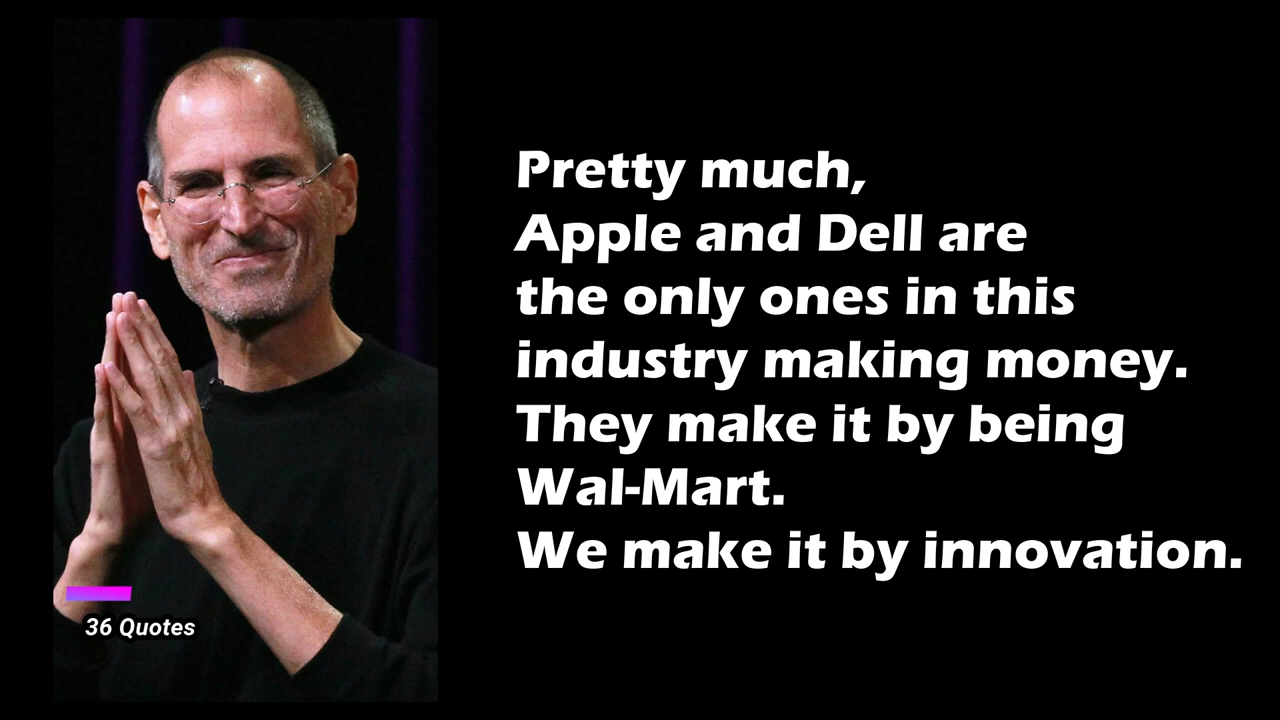 Pretty much,
Apple and Dell are
the only ones in this
industry making money.
They make it by being
Wal-Mart.
We make it by innovation.
36 Quotes